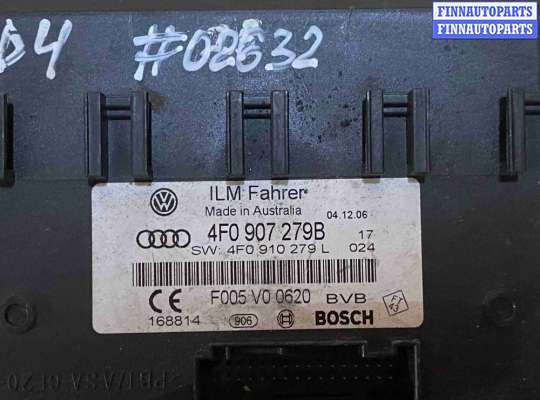 FINNAUTOPARTS
FINNAUTOPARTS
04 #02632
ILM Fahrer
Made in Australia 04.12.06
4F0 907 279B 17
SW: 4F0 910 279 L 024
F005 V0 0620 BVB
168814 906 BOSCH